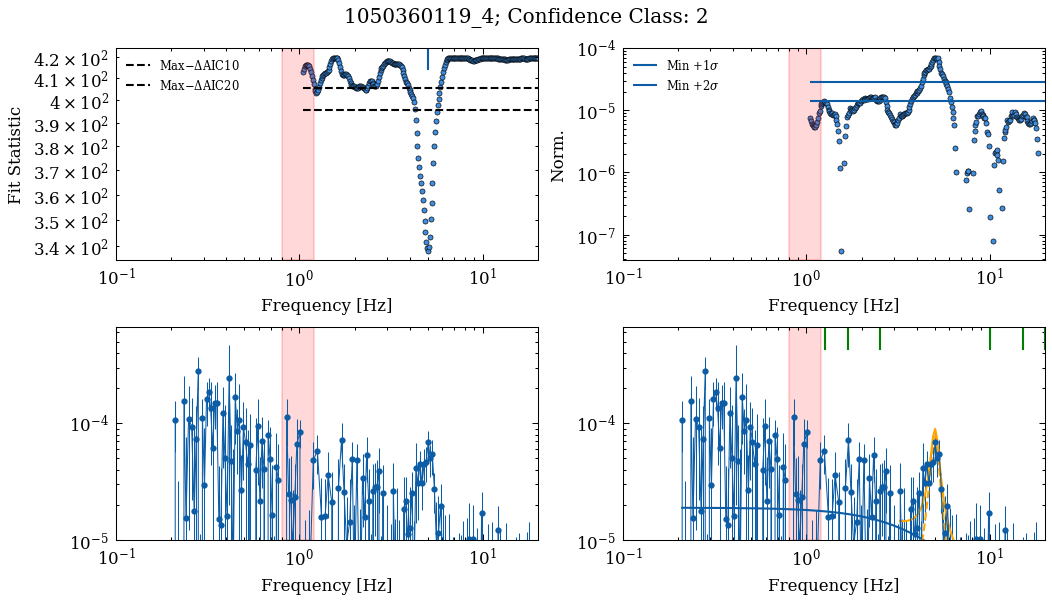 1050360119_4; Confidence Class: 2
Fit Statistic
4.2 × 10²
4.1 × 10²
4 × 10²
3.9 × 10²
3.8 × 10²
3.7 × 10²
3.6 × 10²
3.5 × 10²
3.4 × 10²
Max−ΔAIC10
Max−ΔAIC20
10⁻¹ 10⁰ 10¹
Frequency [Hz]
Norm.
10⁻⁴
10⁻⁵
10⁻⁶
10⁻⁷
Min +1σ
Min +2σ
10⁻¹ 10⁰ 10¹
Frequency [Hz]
10⁻⁴
10⁻⁵
10⁻¹ 10⁰ 10¹
Frequency [Hz]
10⁻⁴
10⁻⁵
10⁻¹ 10⁰ 10¹
Frequency [Hz]